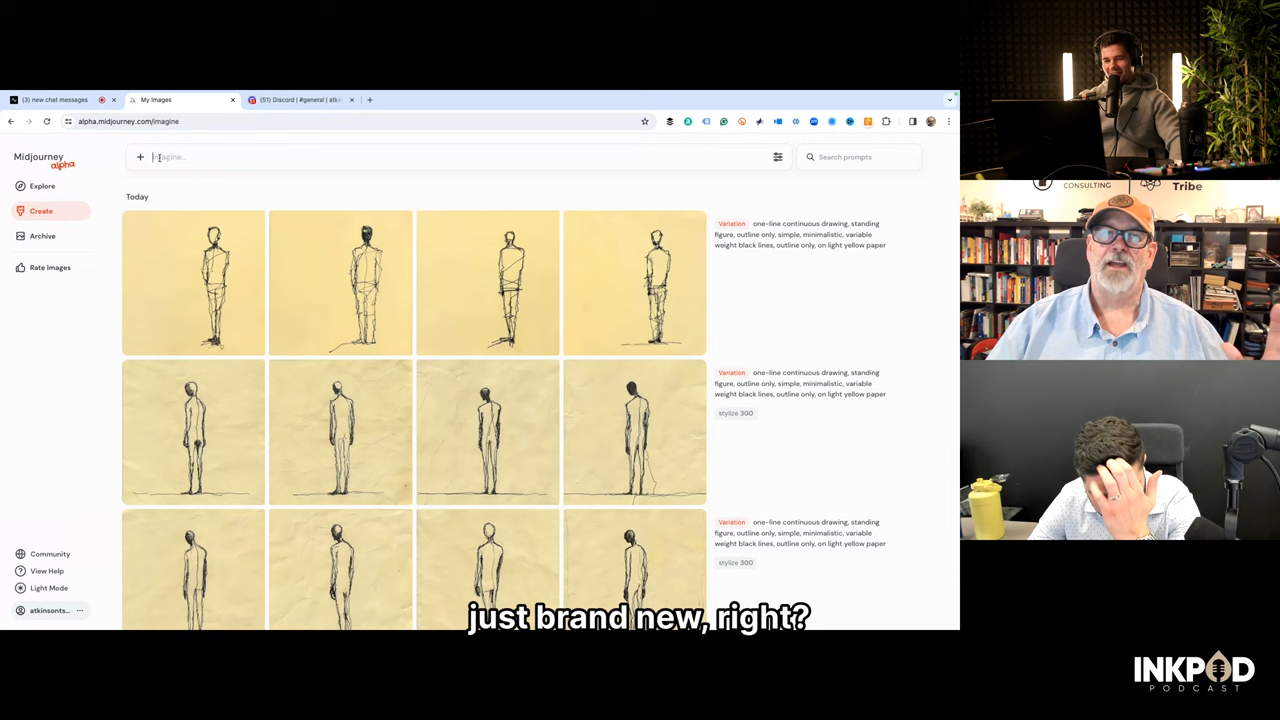 (3) new chat messages
My Images
(51) Discord | #general | atki
alpha.midjourney.com/imagine
Midjourney
alpha
Imagine...
Search prompts
Explore
Create
Archive
Rate Images
Today
Variation one-line continuous drawing, standing
figure, outline only, simple, minimalistic, variable
weight black lines, outline only, on light yellow paper
Variation one-line continuous drawing, standing
figure, outline only, simple, minimalistic, variable
weight black lines, outline only, on light yellow paper
stylize 300
Variation one-line continuous drawing, standing
figure, outline only, simple, minimalistic, variable
weight black lines, outline only, on light yellow paper
stylize 300
Community
View Help
Light Mode
atkinsonts...
CONSULTING
Tribe
just brand new, right?
INKPOD
PODCAST